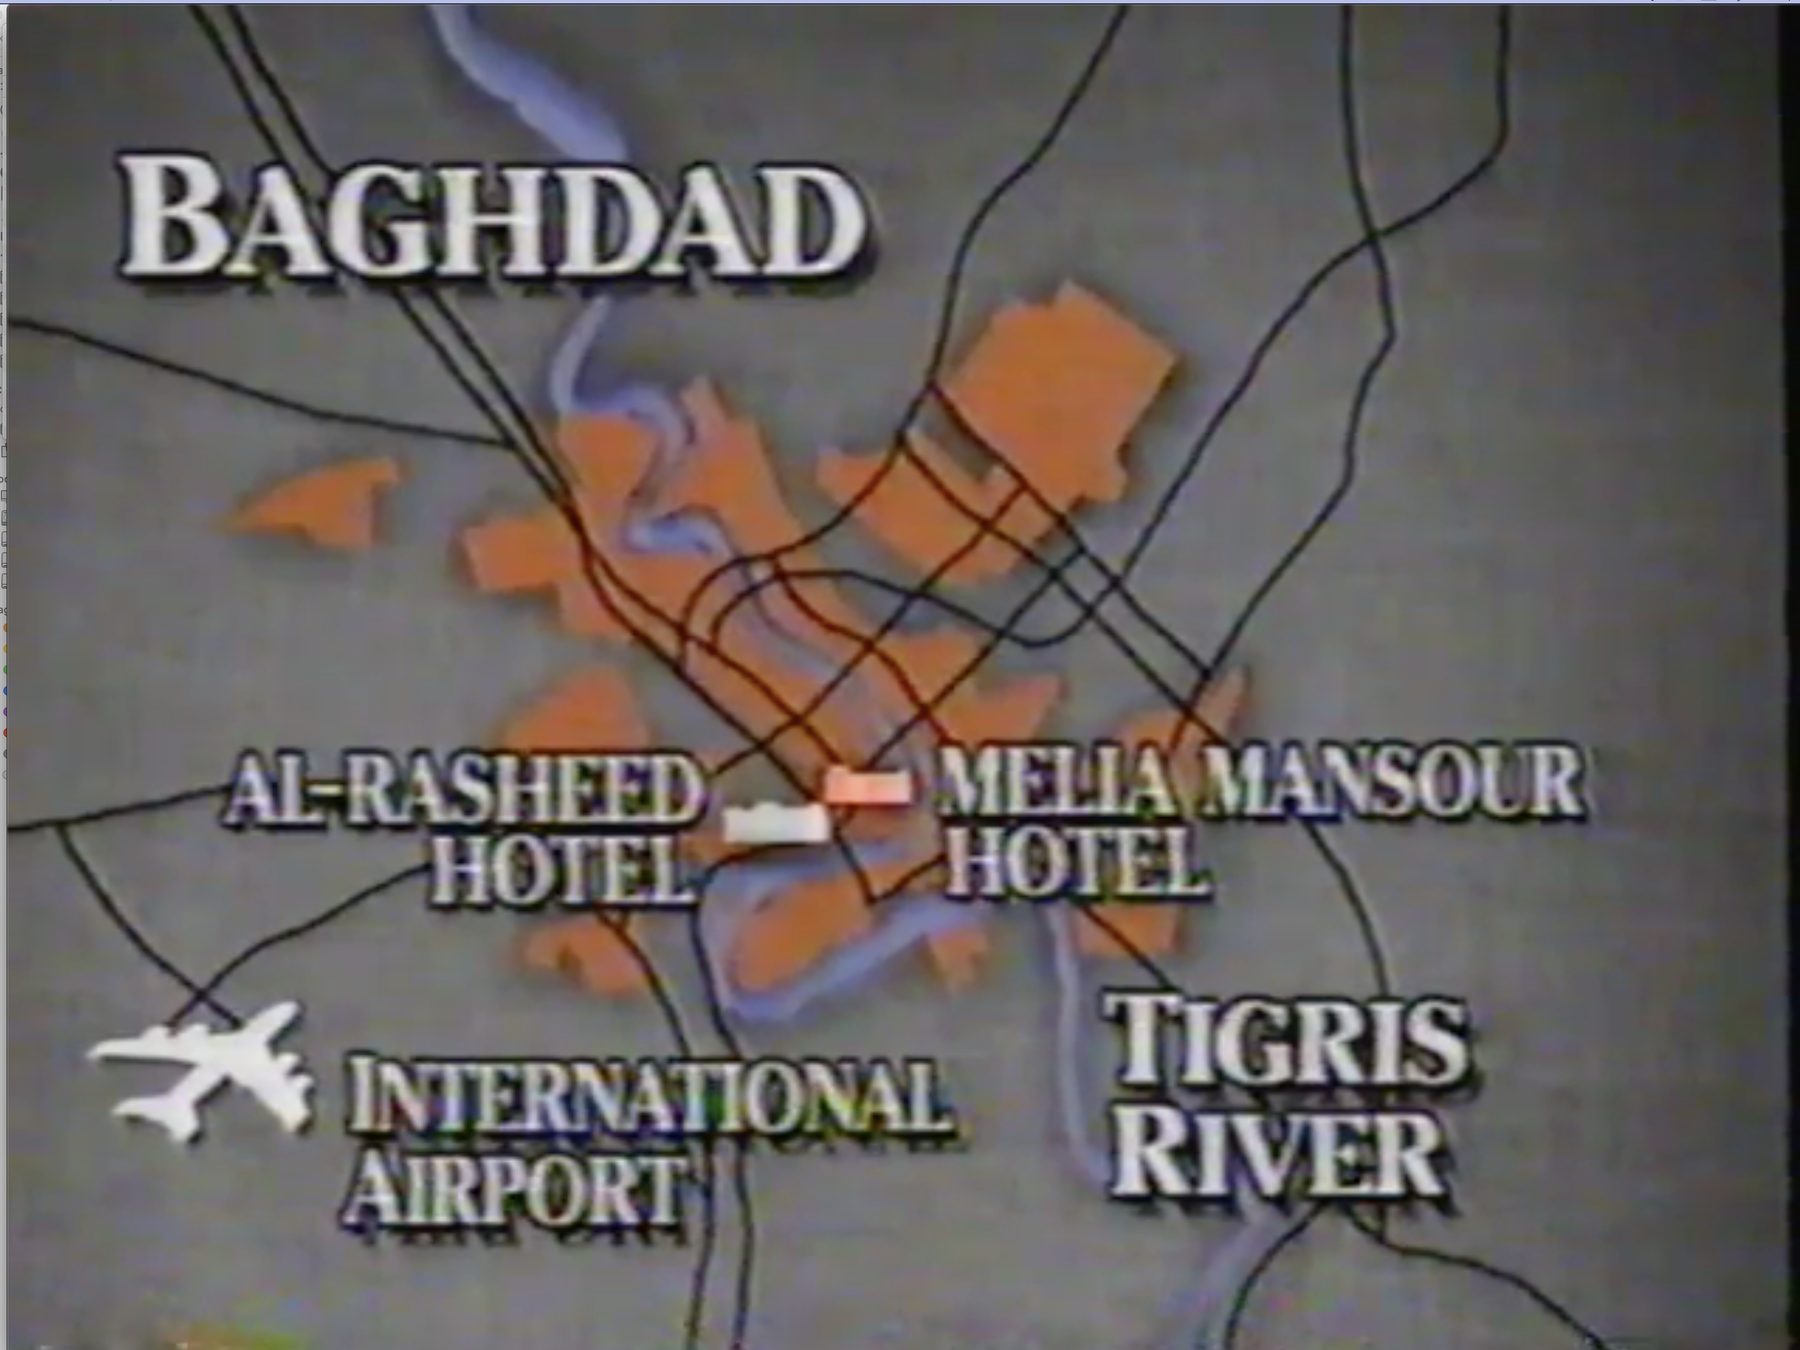 BAGHDAD
AL-RASHEED
HOTEL
MELIA MANSOUR
HOTEL
INTERNATIONAL
AIRPORT
TIGRIS
RIVER